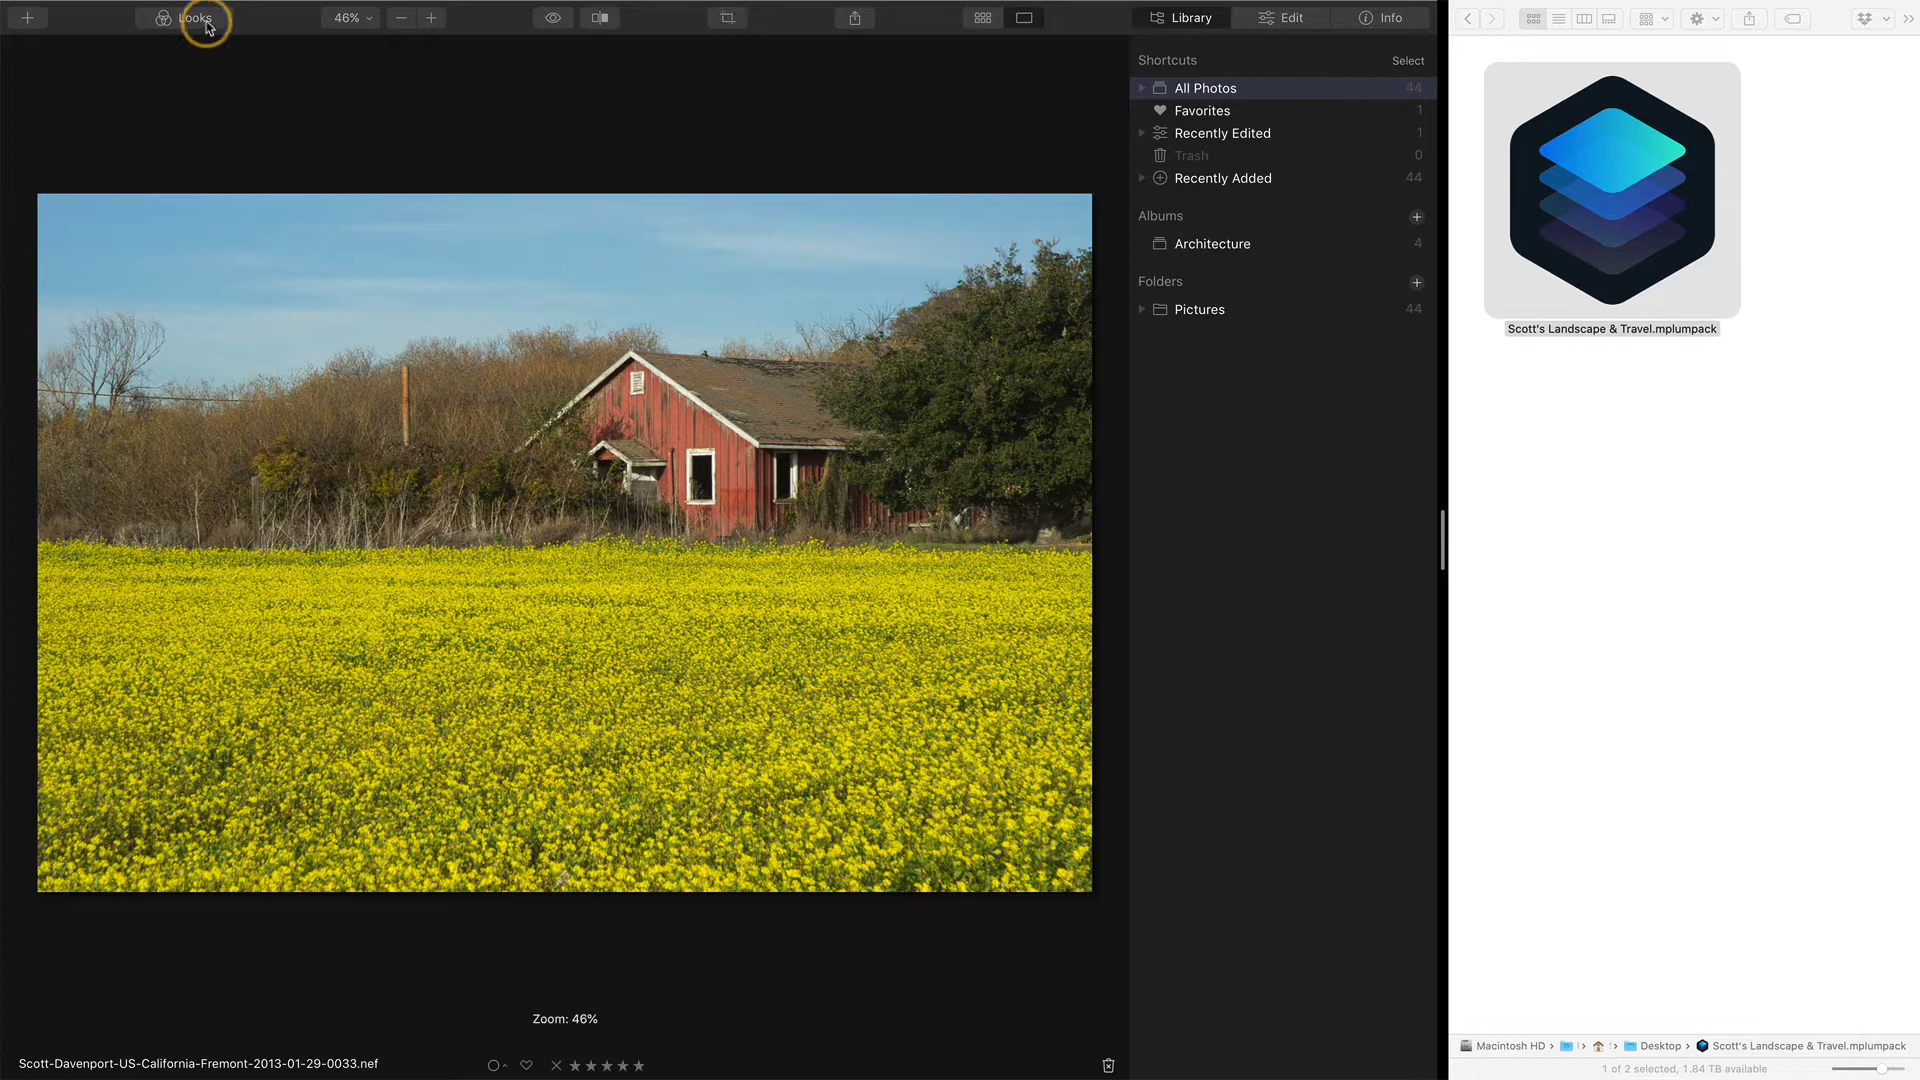 Looks
46%
Library
Edit
Info
Shortcuts
Select
All Photos
44
Favorites
1
Recently Edited
1
Trash
0
Recently Added
44
Albums
Architecture
4
Folders
Pictures
44
Zoom: 46%
Scott-Davenport-US-California-Fremont-2013-01-29-0033.nef
Scott's Landscape & Travel.mplumpack
Macintosh HD
Desktop
Scott's Landscape & Travel.mplumpack
1 of 2 selected, 1.84 TB available